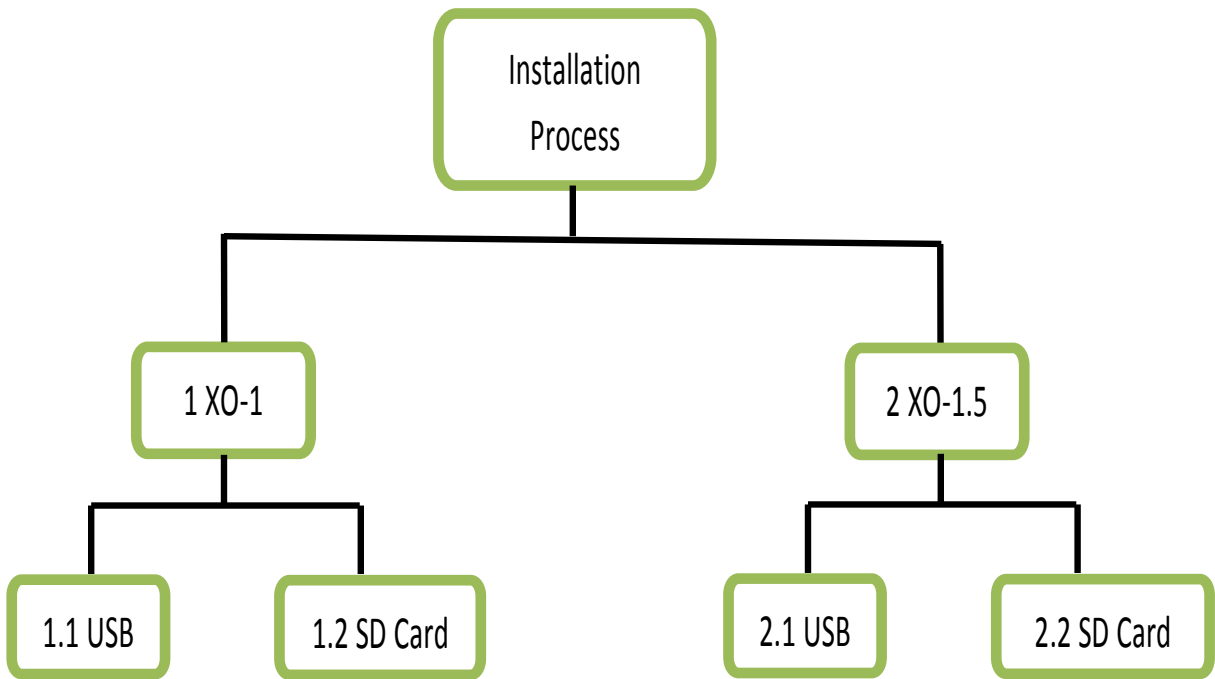 Installation
Process
1 XO-1
2 XO-1.5
1.1 USB
1.2 SD Card
2.1 USB
2.2 SD Card